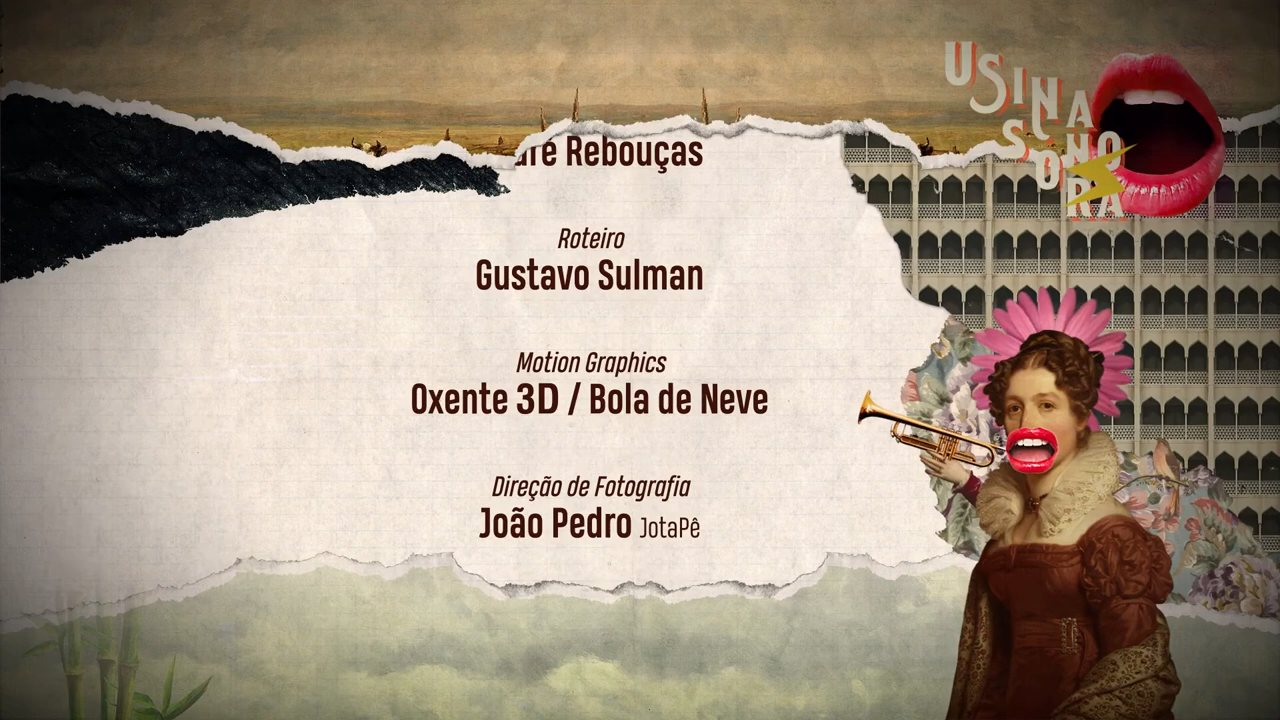 Rebouças
Roteiro
Gustavo Sulman
Motion Graphics
Oxente 3D / Bola de Neve
Direção de Fotografia
João Pedro JotaPê
USINA
SONORA